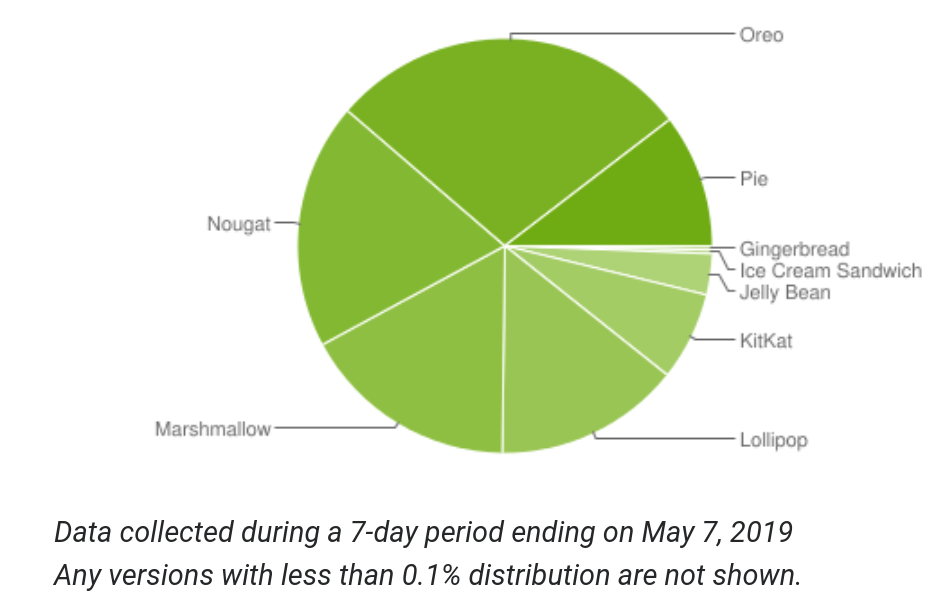 Oreo
Pie
Nougat
Gingerbread
Ice Cream Sandwich
Jelly Bean
KitKat
Marshmallow
Lollipop
Data collected during a 7-day period ending on May 7, 2019
Any versions with less than 0.1% distribution are not shown.